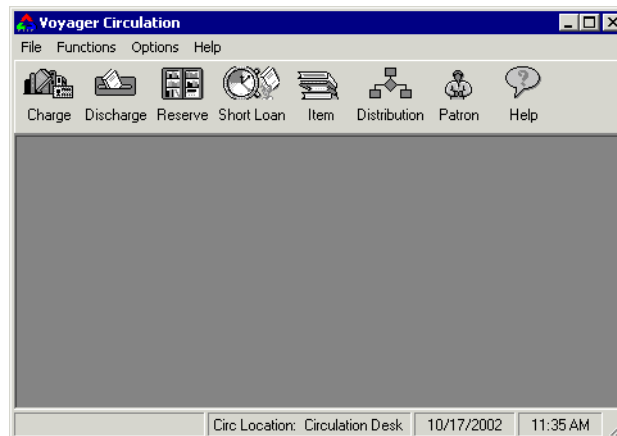 Voyager Circulation
File Functions Options Help
Charge Discharge Reserve Short Loan Item Distribution Patron Help
Circ Location: Circulation Desk 10/17/2002 11:35 AM